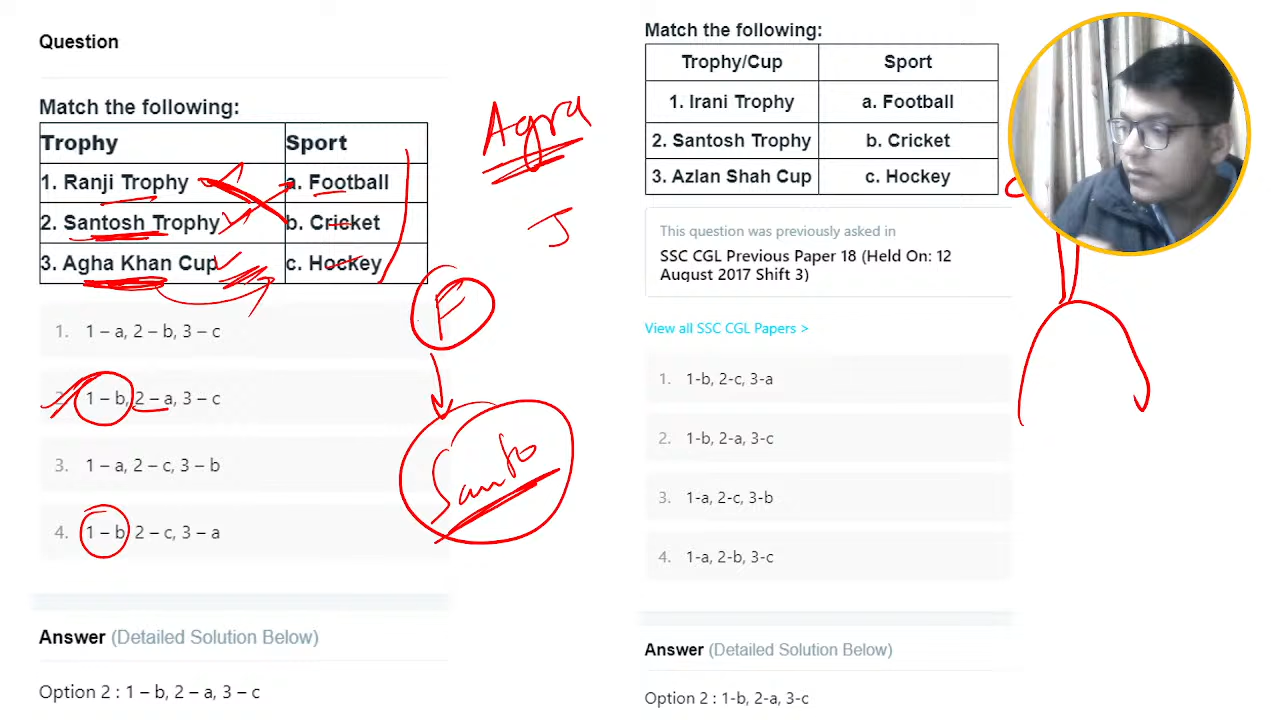 Question
Match the following:
Trophy Sport
1. Ranji Trophy a. Football
2. Santosh Trophy b. Cricket
3. Agha Khan Cup c. Hockey
1. 1 – a, 2 – b, 3 – c
2. 1 – b, 2 – a, 3 – c
3. 1 – a, 2 – c, 3 – b
4. 1 – b, 2 – c, 3 – a
Answer (Detailed Solution Below)
Option 2 : 1 – b, 2 – a, 3 – c
Agra
J
F
Santo
Match the following:
Trophy/Cup Sport
1. Irani Trophy a. Football
2. Santosh Trophy b. Cricket
3. Azlan Shah Cup c. Hockey
This question was previously asked in
SSC CGL Previous Paper 18 (Held On: 12
August 2017 Shift 3)
View all SSC CGL Papers >
1. 1-b, 2-c, 3-a
2. 1-b, 2-a, 3-c
3. 1-a, 2-c, 3-b
4. 1-a, 2-b, 3-c
Answer (Detailed Solution Below)
Option 2 : 1-b, 2-a, 3-c